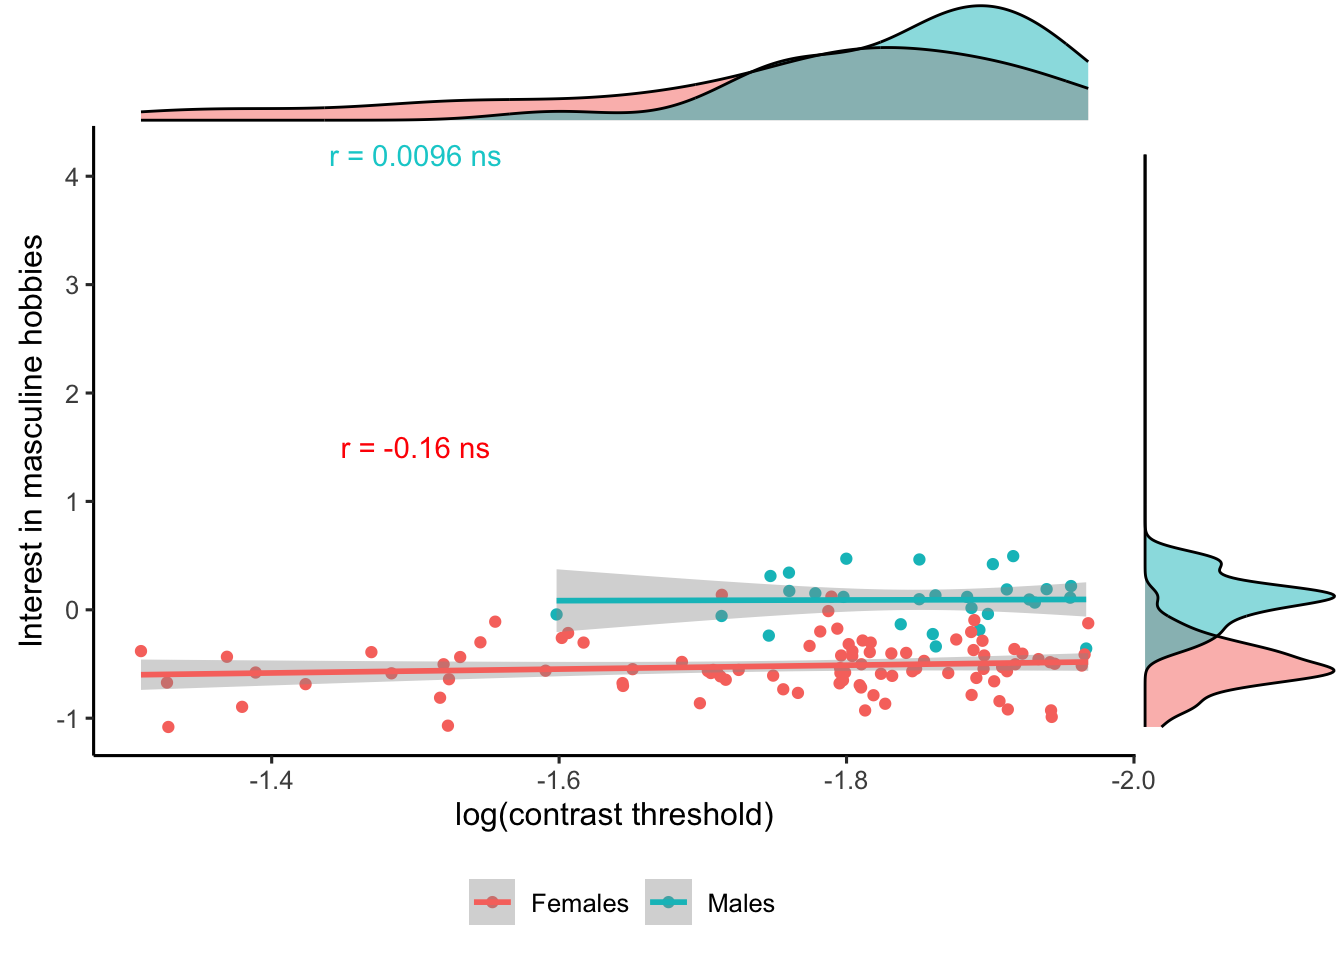 r = 0.0096 ns
r = -0.16 ns
Interest in masculine hobbies
4
3
2
1
0
-1
-1.4
-1.6
-1.8
-2.0
log(contrast threshold)
Females
Males